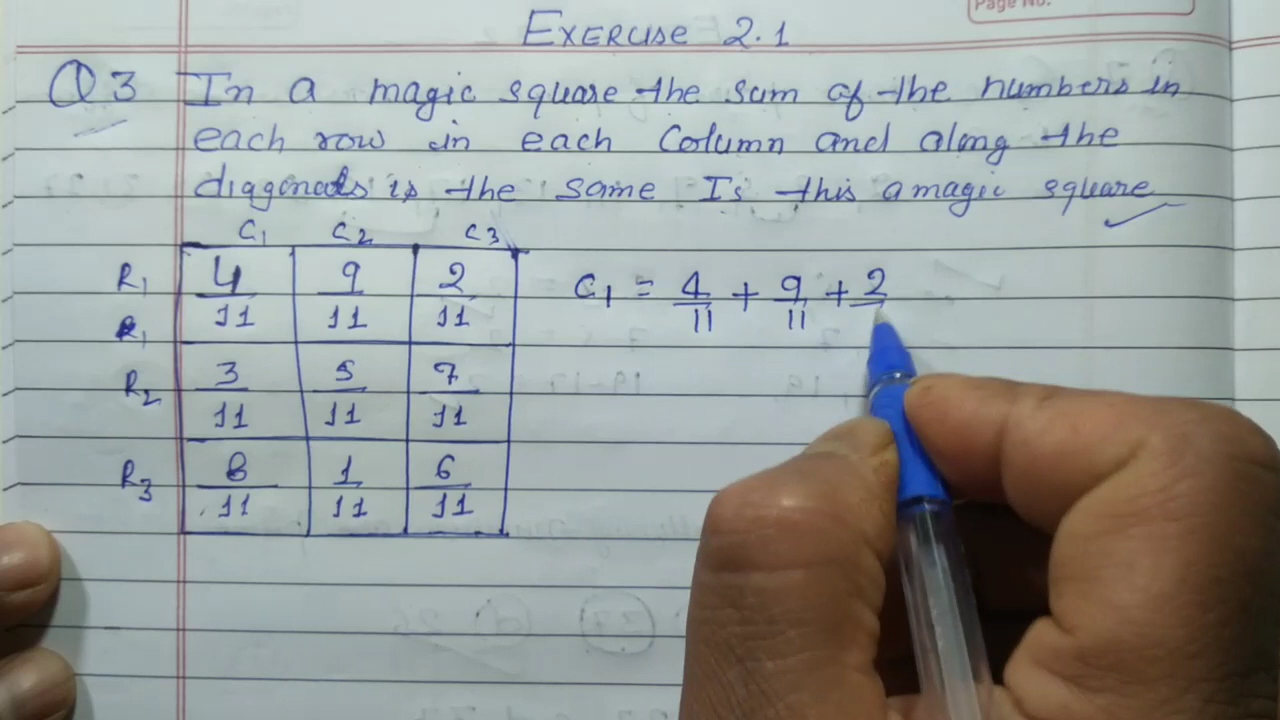 Page No.
EXERCISE 2.1
Q3 In a magic square the sum of the numbers in
each row in each Column and along the
diagonals is the same Is this a magic square
C1 C2 C3
R1 4/11 9/11 2/11
R1
C1 = 4/11 + 9/11 + 2
R2 3/11 5/11 7/11
R3 8/11 1/11 6/11